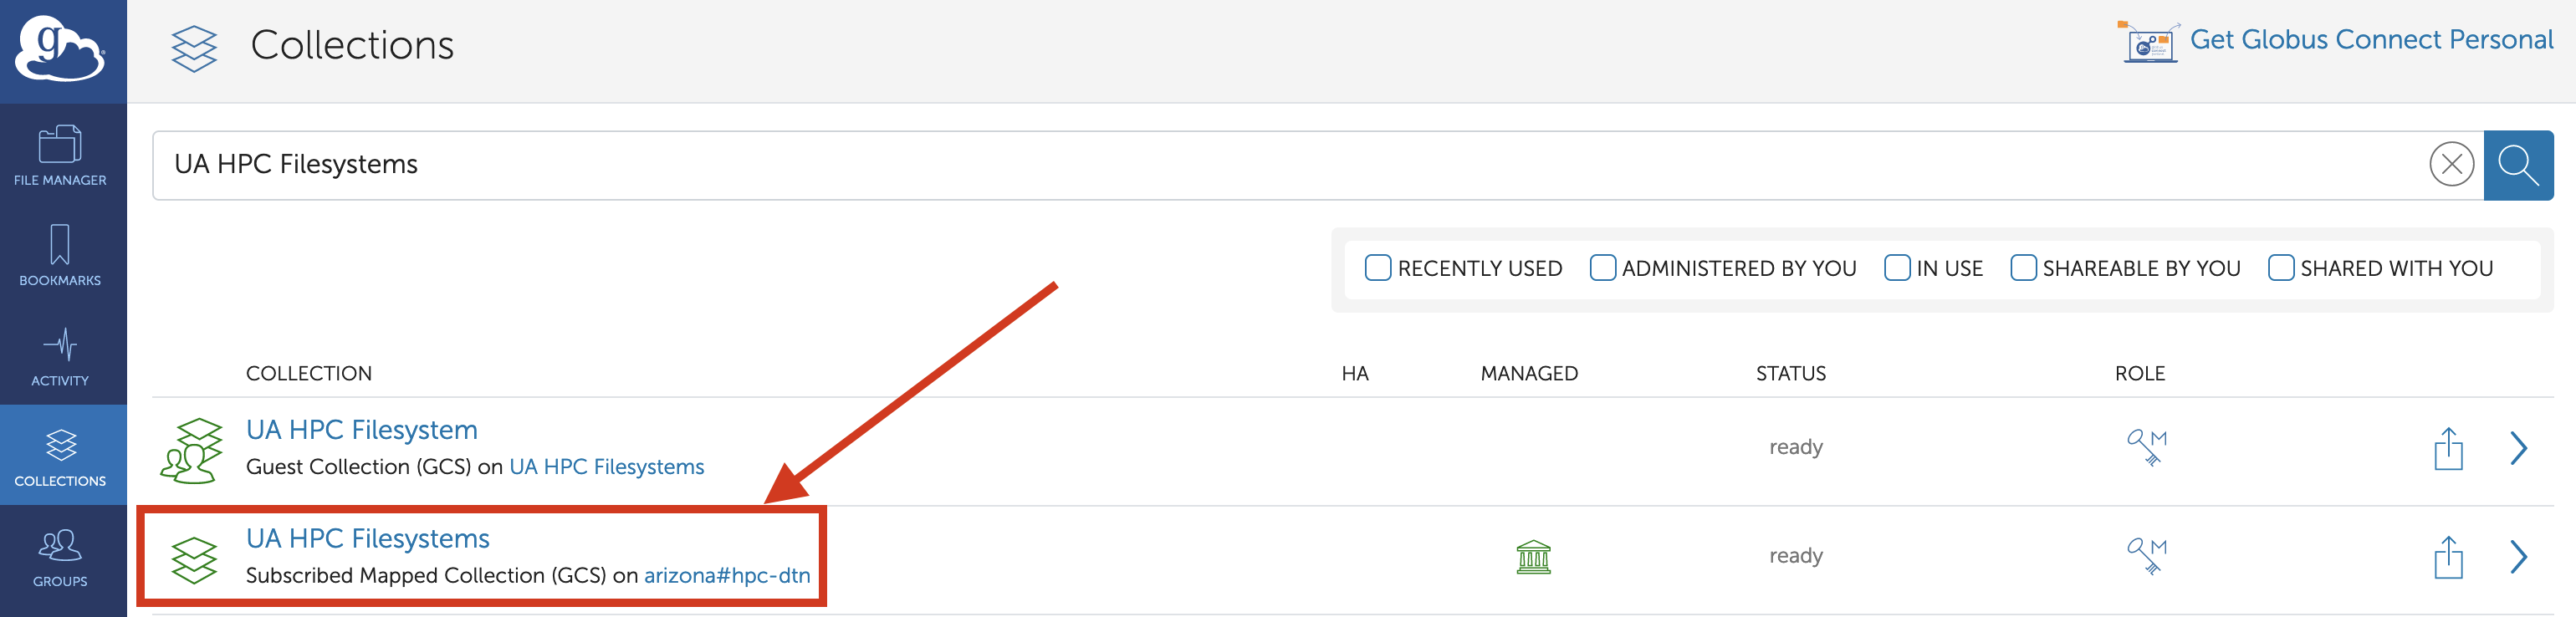 g
Collections
Get Globus Connect Personal
FILE MANAGER
UA HPC Filesystems
BOOKMARKS
RECENTLY USED ADMINISTERED BY YOU IN USE SHAREABLE BY YOU SHARED WITH YOU
ACTIVITY
COLLECTION HA MANAGED STATUS ROLE
COLLECTIONS
UA HPC Filesystem
Guest Collection (GCS) on UA HPC Filesystems
ready
M
GROUPS
UA HPC Filesystems
Subscribed Mapped Collection (GCS) on arizona#hpc-dtn
ready
M